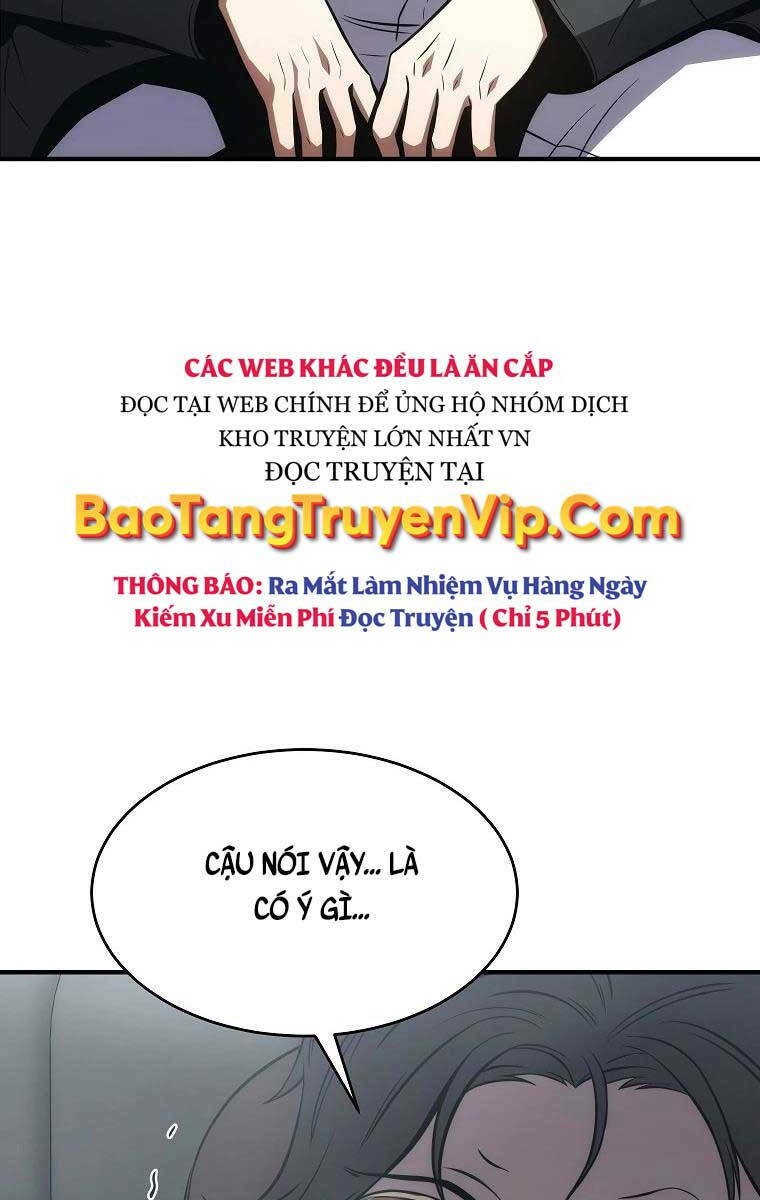 CÁC WEB KHÁC ĐỀU LÀ ĂN CẮP
ĐỌC TẠI WEB CHÍNH ĐỂ ỦNG HỘ NHÓM DỊCH
KHO TRUYỆN LỚN NHẤT VN
ĐỌC TRUYỆN TẠI
BaoTangTruyenVip.Com
THÔNG BÁO: Ra Mắt Làm Nhiệm Vụ Hàng Ngày
Kiếm Xu Miễn Phí Đọc Truyện ( Chỉ 5 Phút)
CẬU NÓI VẬY... LÀ
CÓ Ý GÌ...